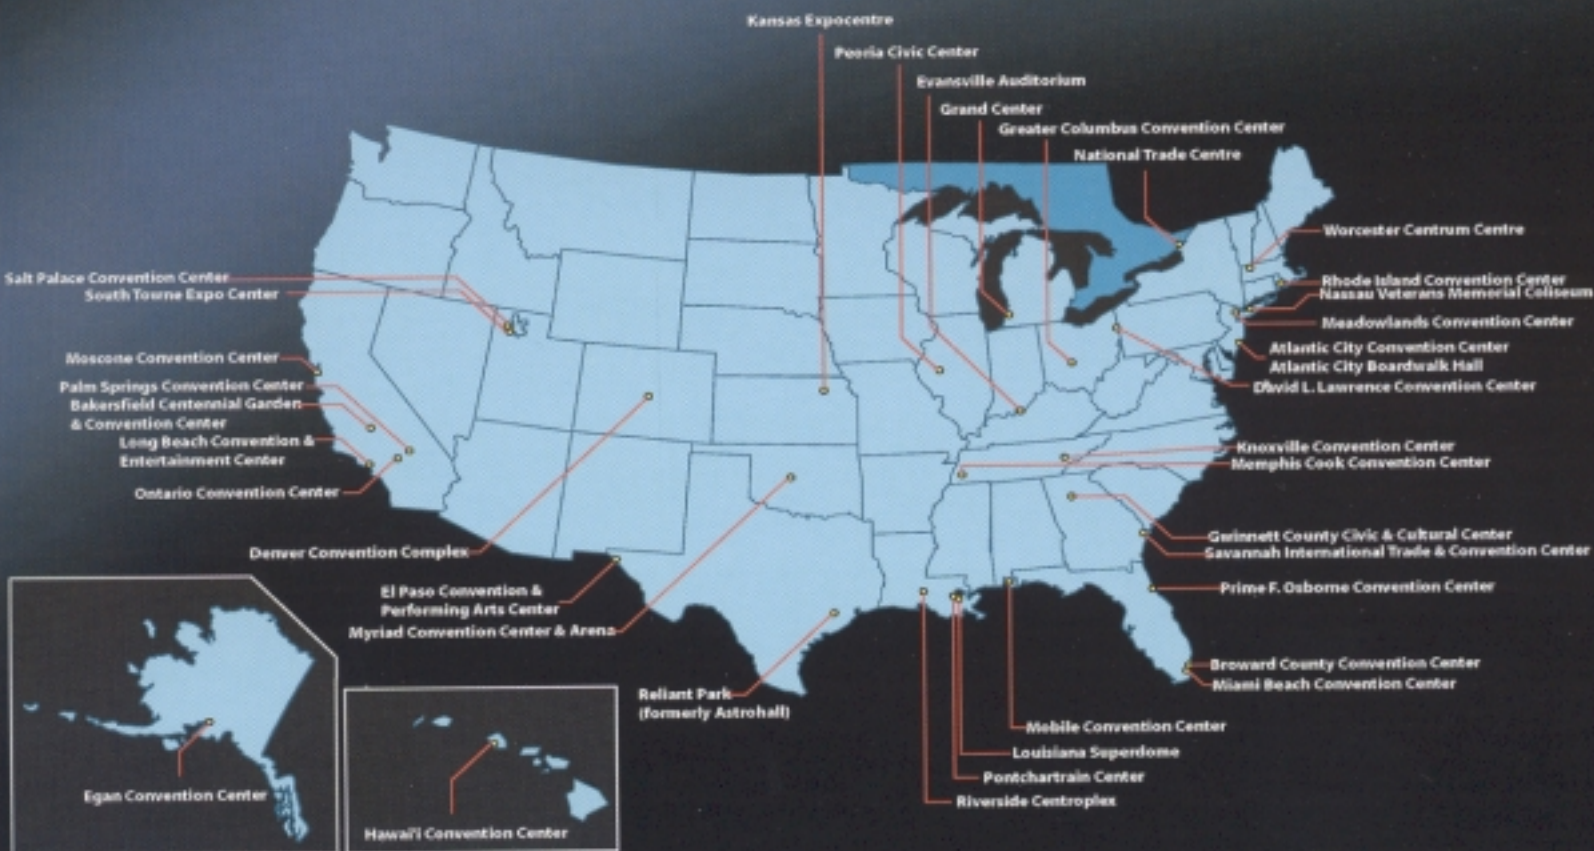 Kansas Expocentre
Peoria Civic Center
Evansville Auditorium
Grand Center
Greater Columbus Convention Center
National Trade Centre
Worcester Centrum Centre
Salt Palace Convention Center
South Towne Expo Center
Rhode Island Convention Center
Nassau Veterans Memorial Coliseum
Meadowlands Convention Center
Atlantic City Convention Center
Atlantic City Boardwalk Hall
David L. Lawrence Convention Center
Moscone Convention Center
Palm Springs Convention Center
Bakersfield Centennial Garden
& Convention Center
Long Beach Convention &
Entertainment Center
Ontario Convention Center
Knoxville Convention Center
Memphis Cook Convention Center
Gwinnett County Civic & Cultural Center
Savannah International Trade & Convention Center
Denver Convention Complex
El Paso Convention &
Performing Arts Center
Myriad Convention Center & Arena
Prime F. Osborne Convention Center
Broward County Convention Center
Miami Beach Convention Center
Reliant Park
(formerly Astrohall)
Mobile Convention Center
Louisiana Superdome
Pontchartrain Center
Riverside Centroplex
Egan Convention Center
Hawai'i Convention Center